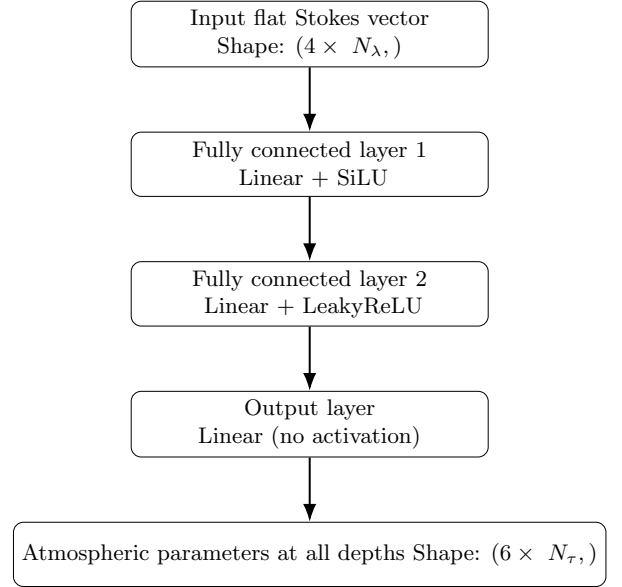 Input flat Stokes vector
Shape: (4 × N_λ,)
Fully connected layer 1
Linear + SiLU
Fully connected layer 2
Linear + LeakyReLU
Output layer
Linear (no activation)
Atmospheric parameters at all depths Shape: (6 × N_τ,)